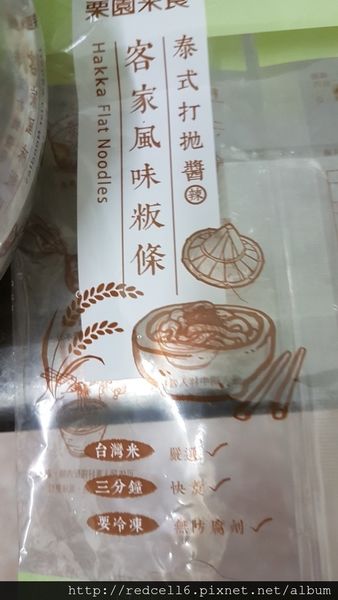 栗園米食
泰式打拋醬辣
客家風味粄條
Hakka Flat Noodles
台灣米 嚴選
三分鐘 快煮
要冷凍 無防腐劑
http://redcell6.pixnet.net/album